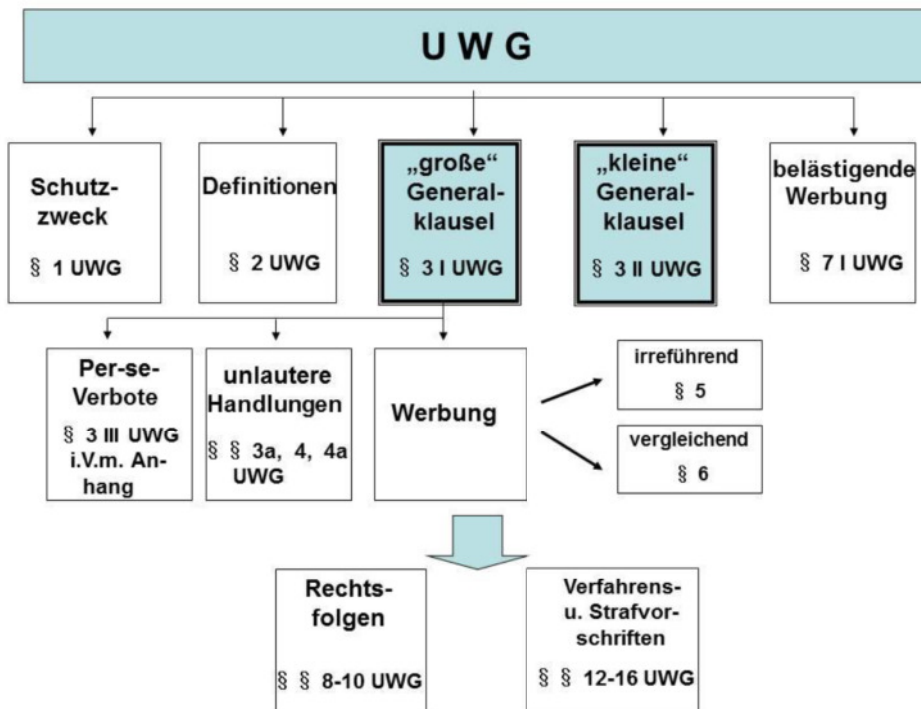 U W G
Schutz-
zweck
§ 1 UWG
Definitionen
§ 2 UWG
„große“
General-
klausel
§ 3 I UWG
„kleine“
General-
klausel
§ 3 II UWG
belästigende
Werbung
§ 7 I UWG
Per-se-
Verbote
§ 3 III UWG
i.V.m. An-
hang
unlautere
Handlungen
§ § 3a, 4, 4a
UWG
Werbung
irreführend
§ 5
vergleichend
§ 6
Rechts-
folgen
§ § 8-10 UWG
Verfahrens-
u. Strafvor-
schriften
§ § 12-16 UWG